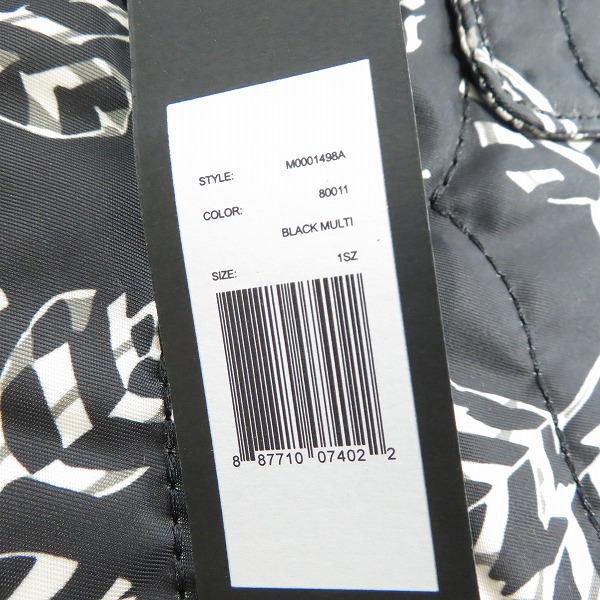 STYLE: M0001498A
COLOR: 80011
BLACK MULTI
SIZE: 1SZ
8 87710 07402 2